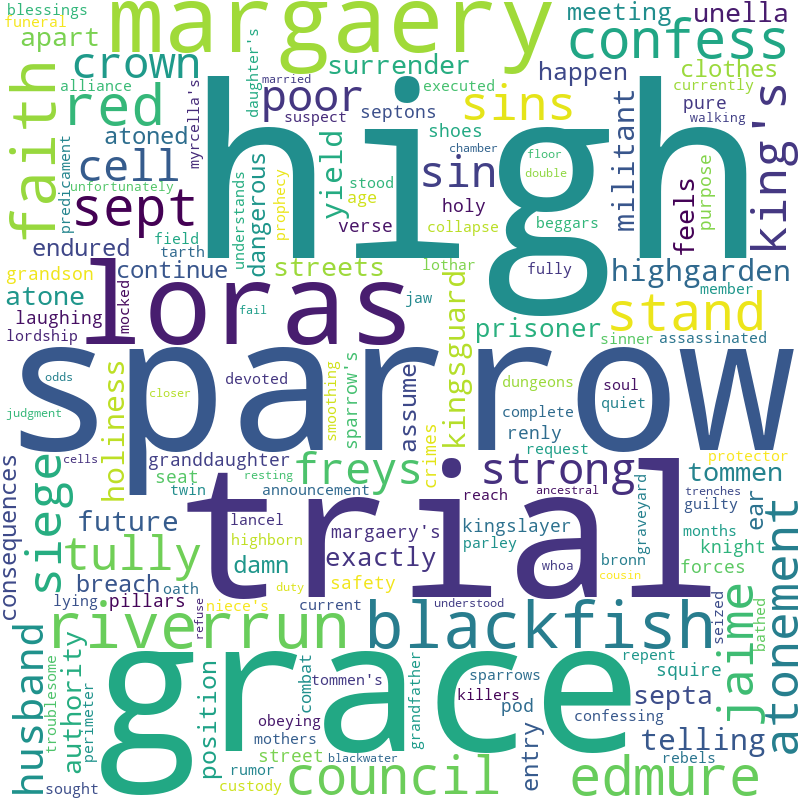 blessings
funeral
margaery
meeting
unella
apart
crown
surrender
daughter's
married
confess
alliance
myrcella's
poor
suspect
executed
happen
clothes
currently
faith
red
septons
sins
pure
walking
king's
atoned
high
shoes
chamber
militant
predicament
cell
unfortunately
understands
dangerous
prophecy
stood
age
yield
sin
floor
double
feels
purpose
sept
verse
holy
collapse
beggars
endured
field
tarth
continue
streets
lothar
fully
highgarden
grandson
atone
mocked
loras
jaw
kingsguard
member
stand
laughing
lordship
fail
prisoner
sinner
assassinated
sparrow
odds
closer
devoted
smoothing
sparrow's
assume
dungeons
soul
quiet
holiness
judgment
crimes
complete
renly
request
cells
granddaughter
freys
strong
protector
tommen
consequences
siege
seat
twin
resting
announcement
trial
reach
ancestral
trenches
guilty
ear
atonement
future
lancel
margaery's
kingslayer
graveyard
months
tully
highborn
exactly
parley
whoa
knight
breach
oath
damn
safety
bronn
forces
cousin
lying
pillars
refuse
niece's
duty
current
understood
seized
jaime
bathed
riverrun
blackfish
husband
troublesome
authority
perimeter
position
grace
combat
tommen's
grandfather
sparrows
repent
squire
killers
pod
septa
obeying
confessing
mothers
entry
telling
street
blackwater
rebels
sought
rumor
custody
council
edmure